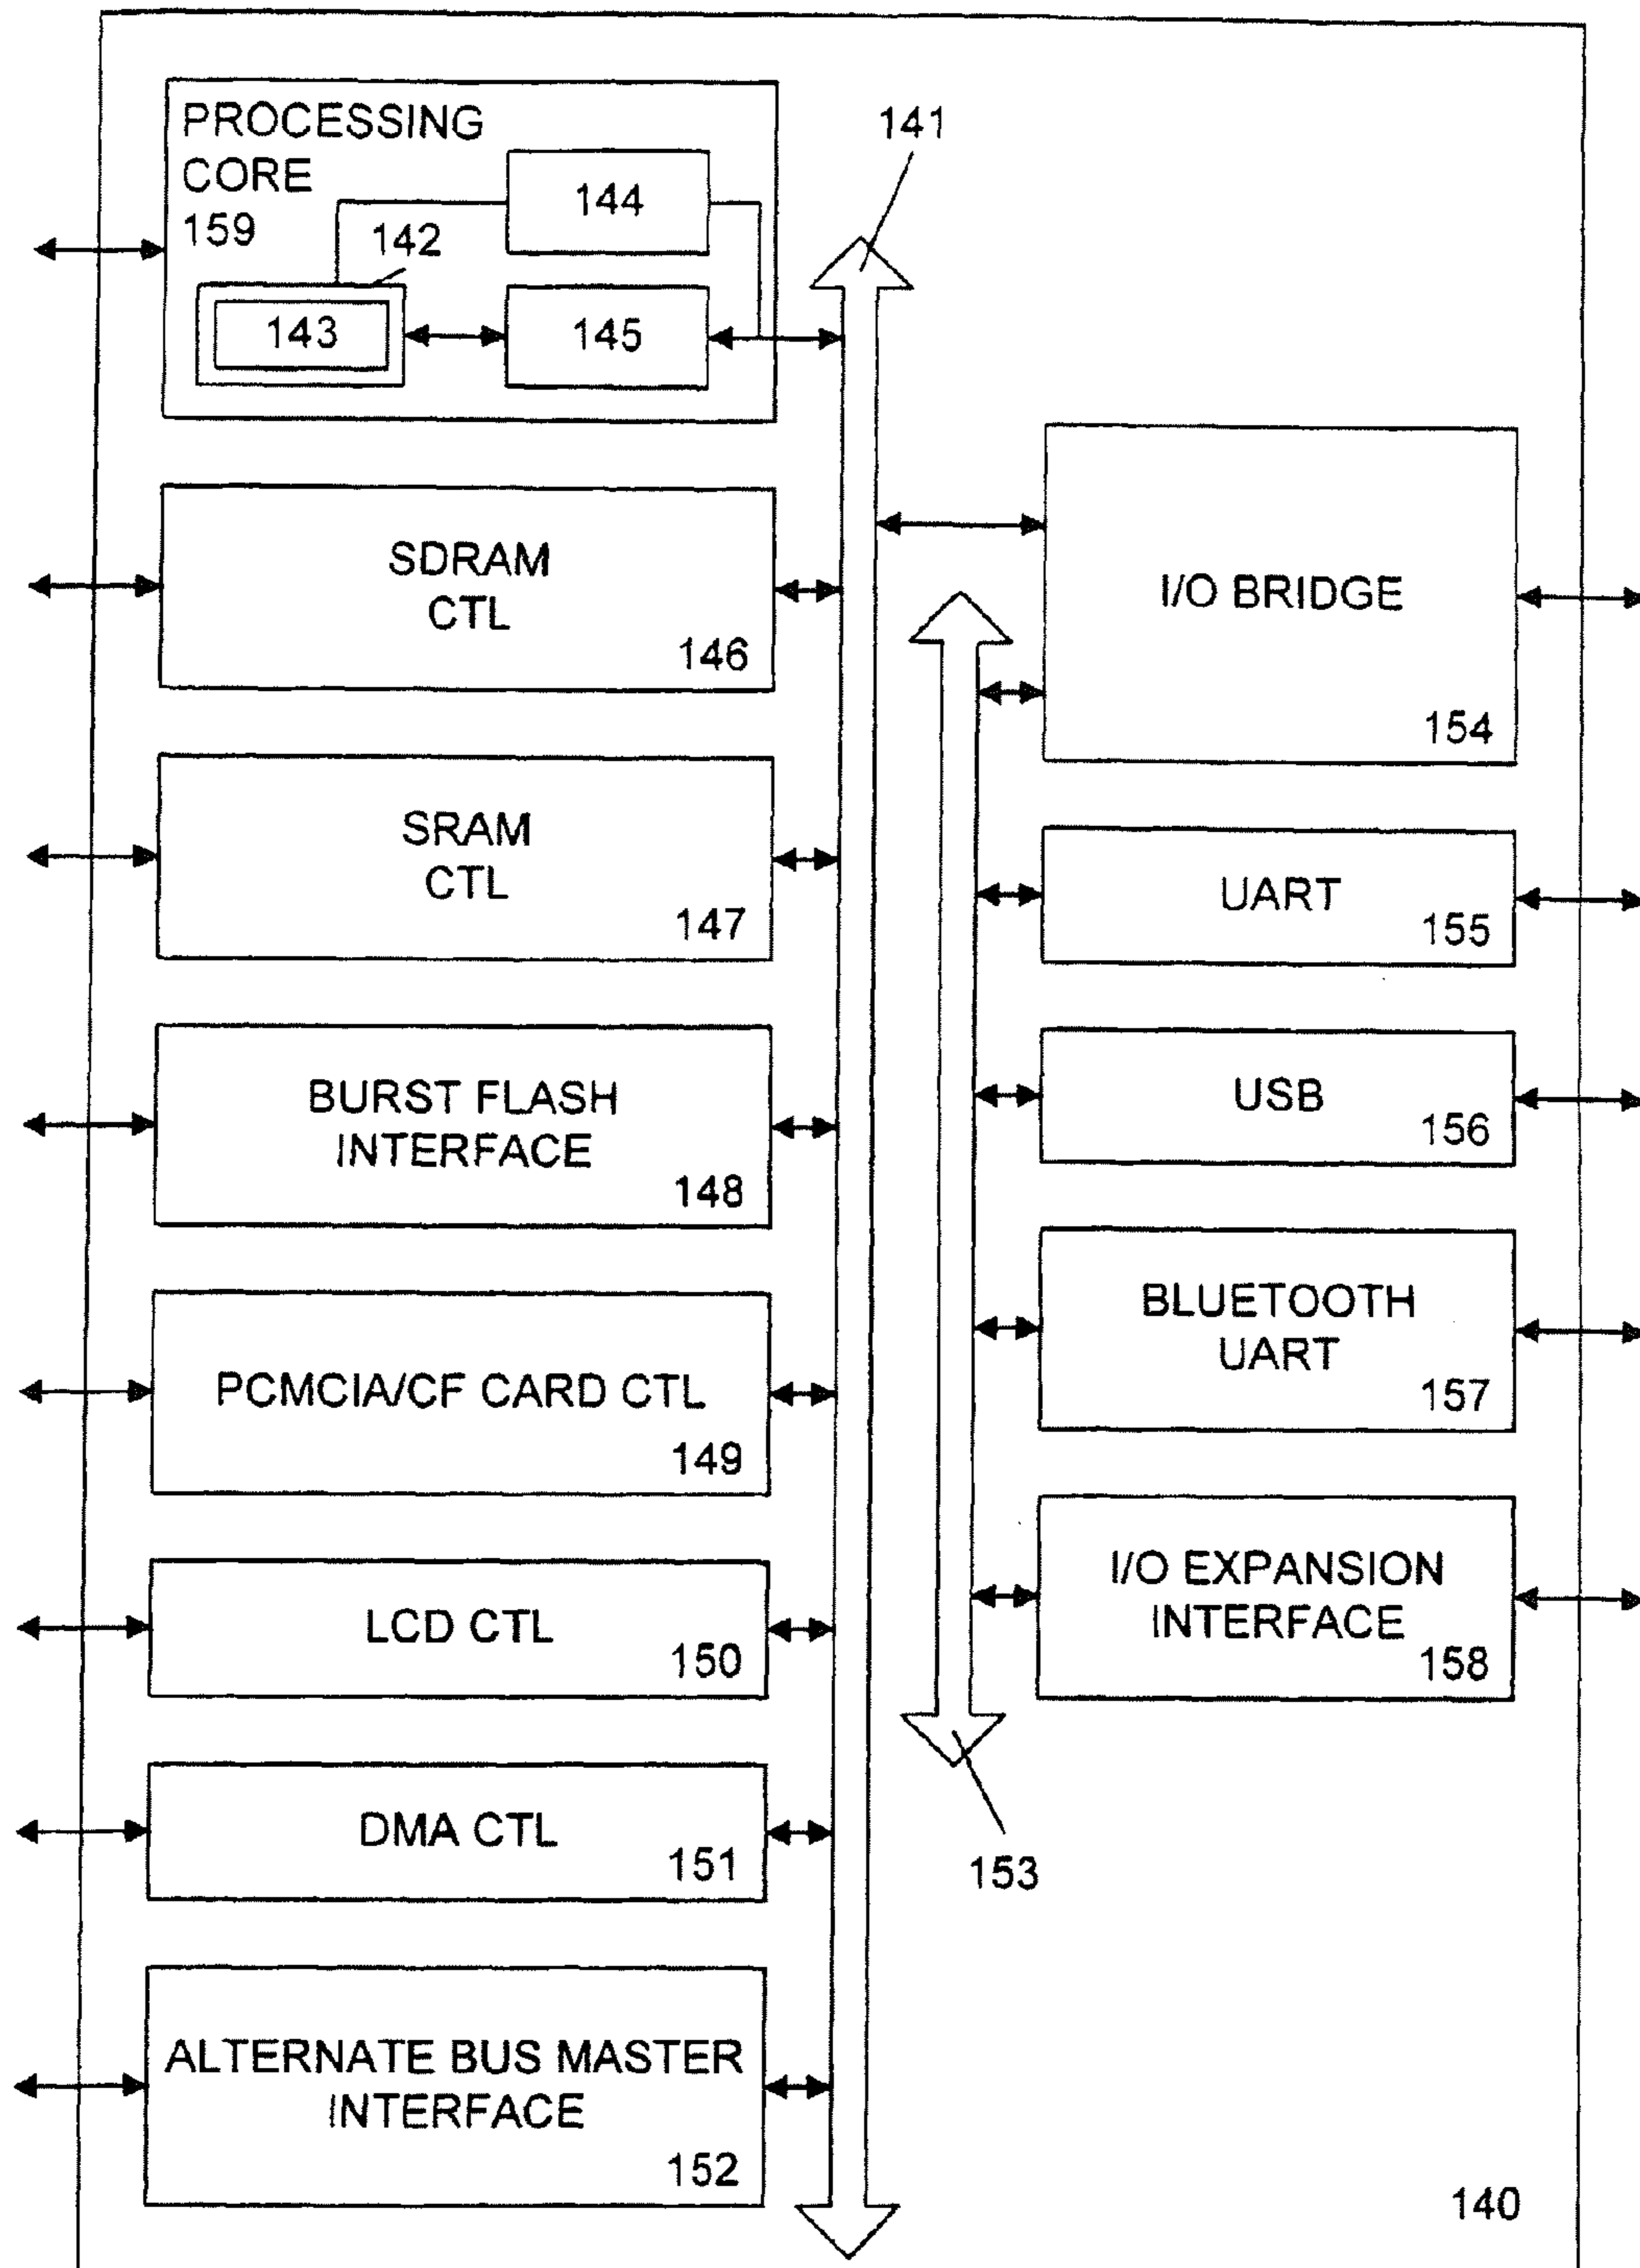 PROCESSING
CORE
159
142
144
143
145
141
SDRAM
CTL
146
SRAM
CTL
147
BURST FLASH
INTERFACE
148
PCMCIA/CF CARD CTL
149
LCD CTL
150
DMA CTL
151
ALTERNATE BUS MASTER
INTERFACE
152
I/O BRIDGE
154
UART
155
USB
156
BLUETOOTH
UART
157
I/O EXPANSION
INTERFACE
158
153
140